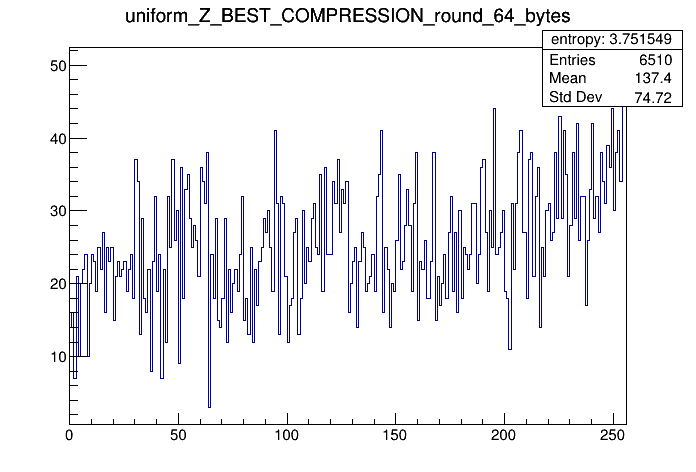 uniform_Z_BEST_COMPRESSION_round_64_bytes
entropy: 3.751549
Entries 6510
Mean 137.4
Std Dev 74.72
50
40
30
20
10
0 50 100 150 200 250